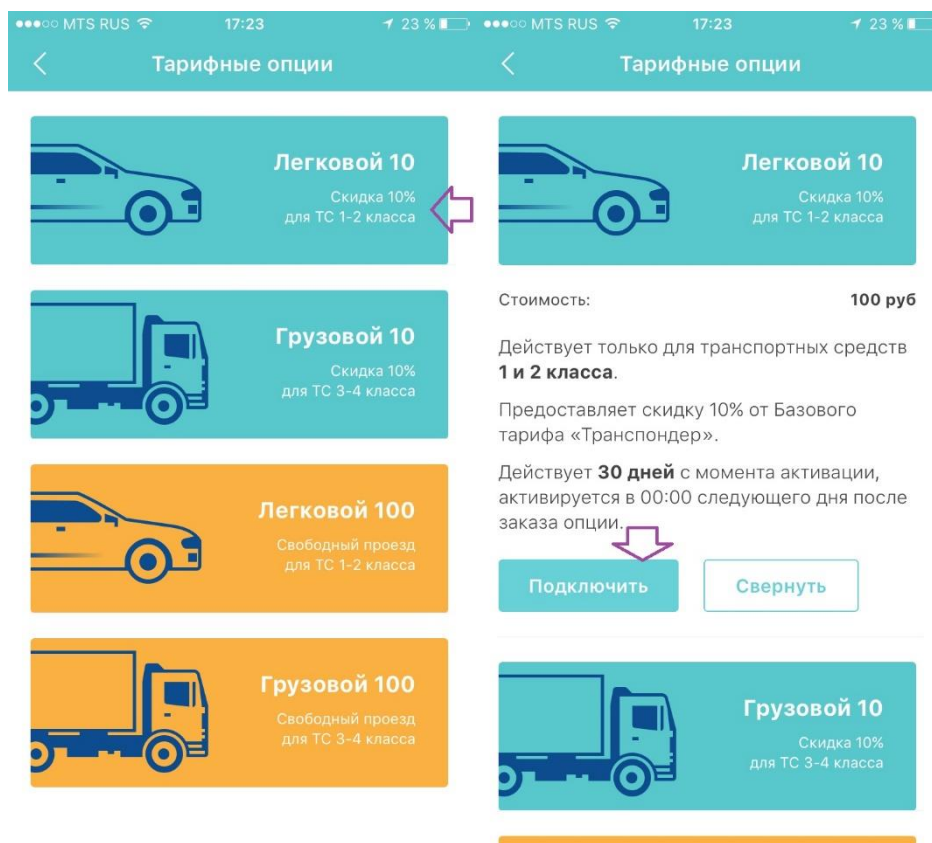 MTS RUS 17:23 23 %
Тарифные опции
Легковой 10
Скидка 10%
для ТС 1-2 класса
Грузовой 10
Скидка 10%
для ТС 3-4 класса
Легковой 100
Свободный проезд
для ТС 1-2 класса
Грузовой 100
Свободный проезд
для ТС 3-4 класса
MTS RUS 17:23 23 %
Тарифные опции
Легковой 10
Скидка 10%
для ТС 1-2 класса
Стоимость: 100 руб
Действует только для транспортных средств
1 и 2 класса.
Предоставляет скидку 10% от Базового
тарифа «Транспондер».
Действует 30 дней с момента активации,
активируется в 00:00 следующего дня после
заказа опции.
Подключить Свернуть
Грузовой 10
Скидка 10%
для ТС 3-4 класса